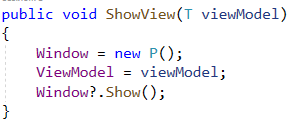 public void ShowView(T viewModel)
{
    Window = new P();
    ViewModel = viewModel;
    Window?.Show();
}